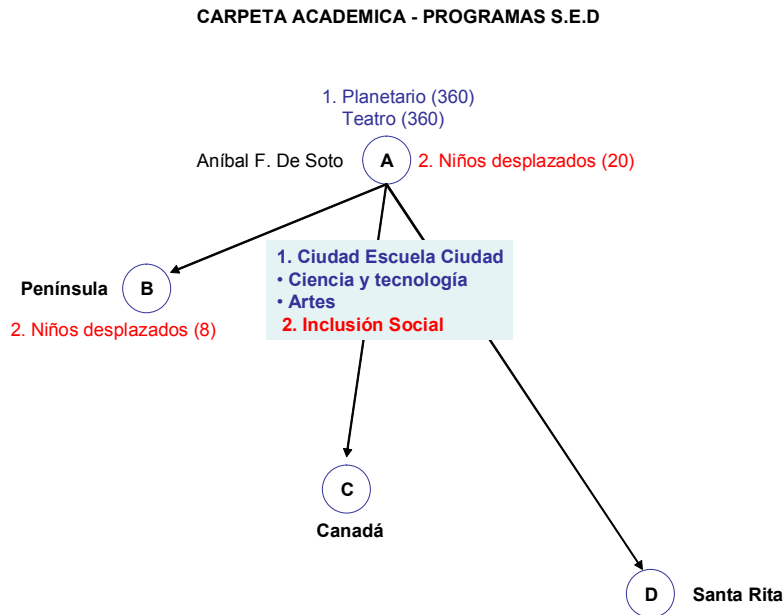 CARPETA ACADEMICA - PROGRAMAS S.E.D
1. Planetario (360)
Teatro (360)
Aníbal F. De Soto
A
2. Niños desplazados (20)
1. Ciudad Escuela Ciudad
• Ciencia y tecnología
• Artes
2. Inclusión Social
Península
B
2. Niños desplazados (8)
C
Canadá
D
Santa Rita